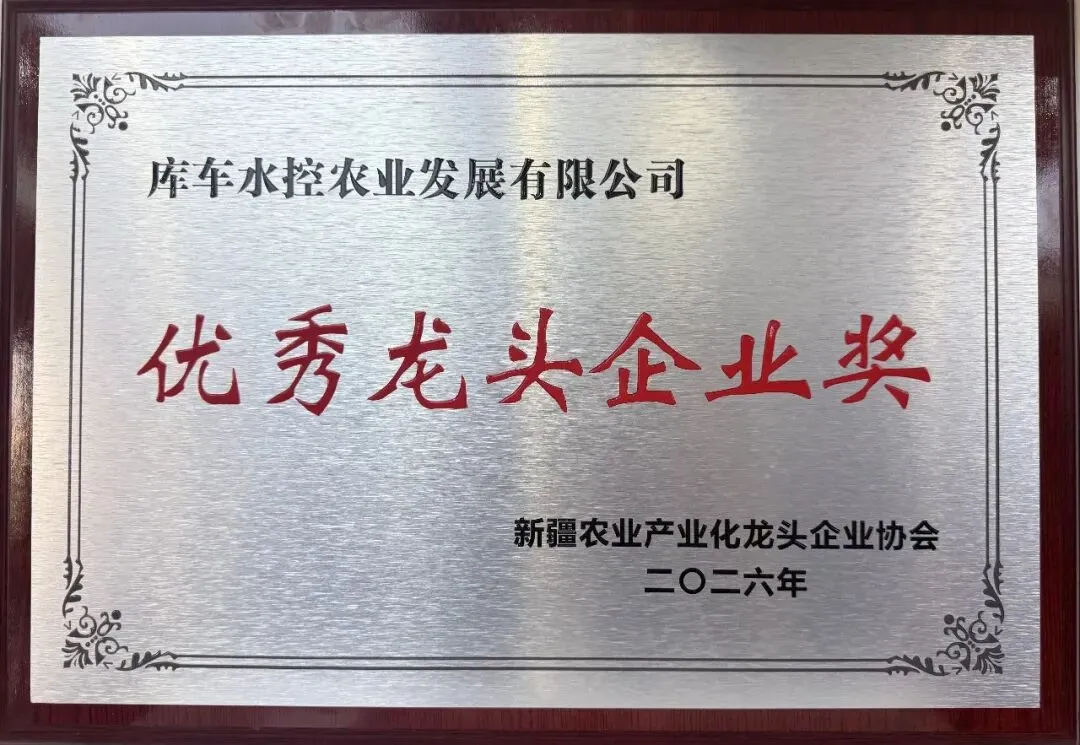 库车水控农业发展有限公司
优秀龙头企业奖
新疆农业产业化龙头企业协会
二〇二六年